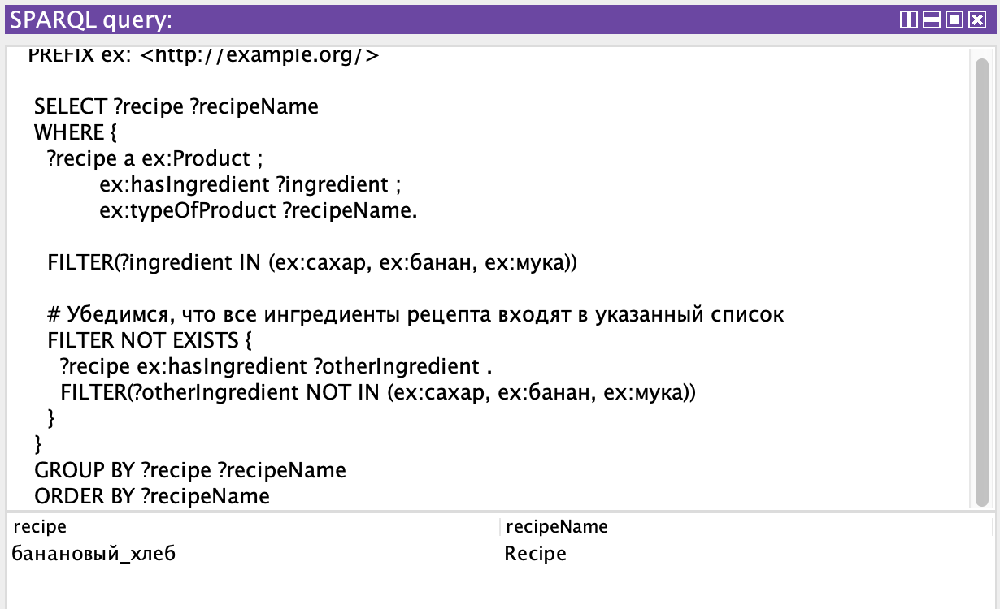 SPARQL query:
PREFIX ex: <http://example.org/>
SELECT ?recipe ?recipeName
WHERE {
?recipe a ex:Product ;
ex:hasIngredient ?ingredient ;
ex:typeOfProduct ?recipeName.
FILTER(?ingredient IN (ex:сахар, ex:банан, ex:мука))
# Убедимся, что все ингредиенты рецепта входят в указанный список
FILTER NOT EXISTS {
?recipe ex:hasIngredient ?otherIngredient .
FILTER(?otherIngredient NOT IN (ex:сахар, ex:банан, ex:мука))
}
}
GROUP BY ?recipe ?recipeName
ORDER BY ?recipeName
recipe recipeName
банановый_хлеб Recipe